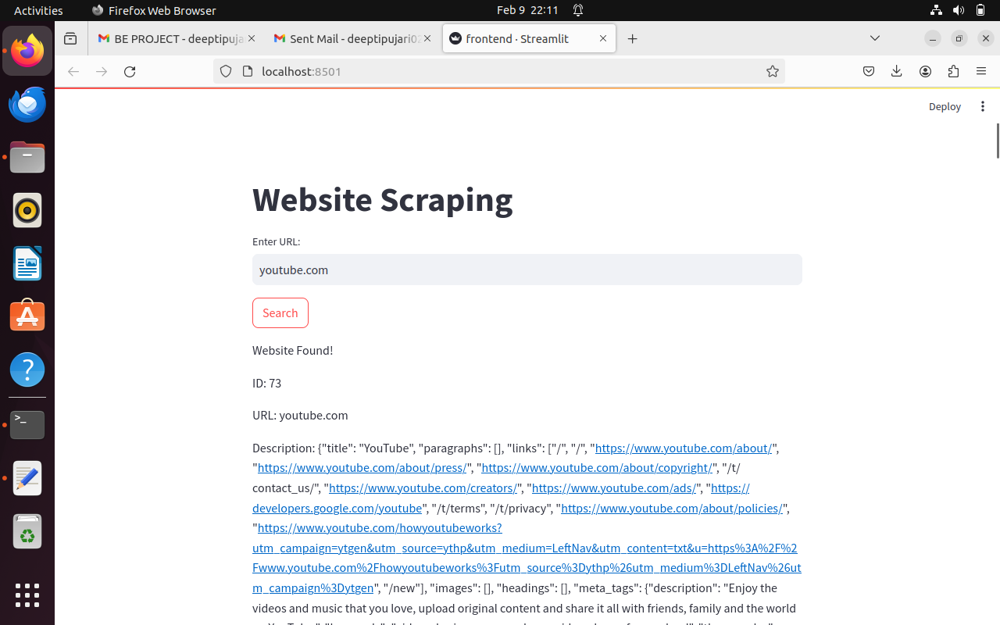 Activities
Firefox Web Browser
Feb 9 22:11
BE PROJECT - deeptipuja
Sent Mail - deeptipujari02
frontend · Streamlit
localhost:8501
Deploy
Website Scraping
Enter URL:
youtube.com
Search
Website Found!
ID: 73
URL: youtube.com
Description: {"title": "YouTube", "paragraphs": [], "links": ["/", "/", "https://www.youtube.com/about/",
"https://www.youtube.com/about/press/", "https://www.youtube.com/about/copyright/", "/t/
contact_us/", "https://www.youtube.com/creators/", "https://www.youtube.com/ads/", "https://
developers.google.com/youtube", "/t/terms", "/t/privacy", "https://www.youtube.com/about/policies/",
"https://www.youtube.com/howyoutubeworks?
utm_campaign=ytgen&utm_source=ythp&utm_medium=LeftNav&utm_content=txt&u=https%3A%2F%2
Fwww.youtube.com%2Fhowyoutubeworks%3Futm_source%3Dythp%26utm_medium%3DLeftNav%26ut
m_campaign%3Dytgen", "/new"], "images": [], "headings": [], "meta_tags": {"description": "Enjoy the
videos and music that you love, upload original content and share it all with friends, family and the world